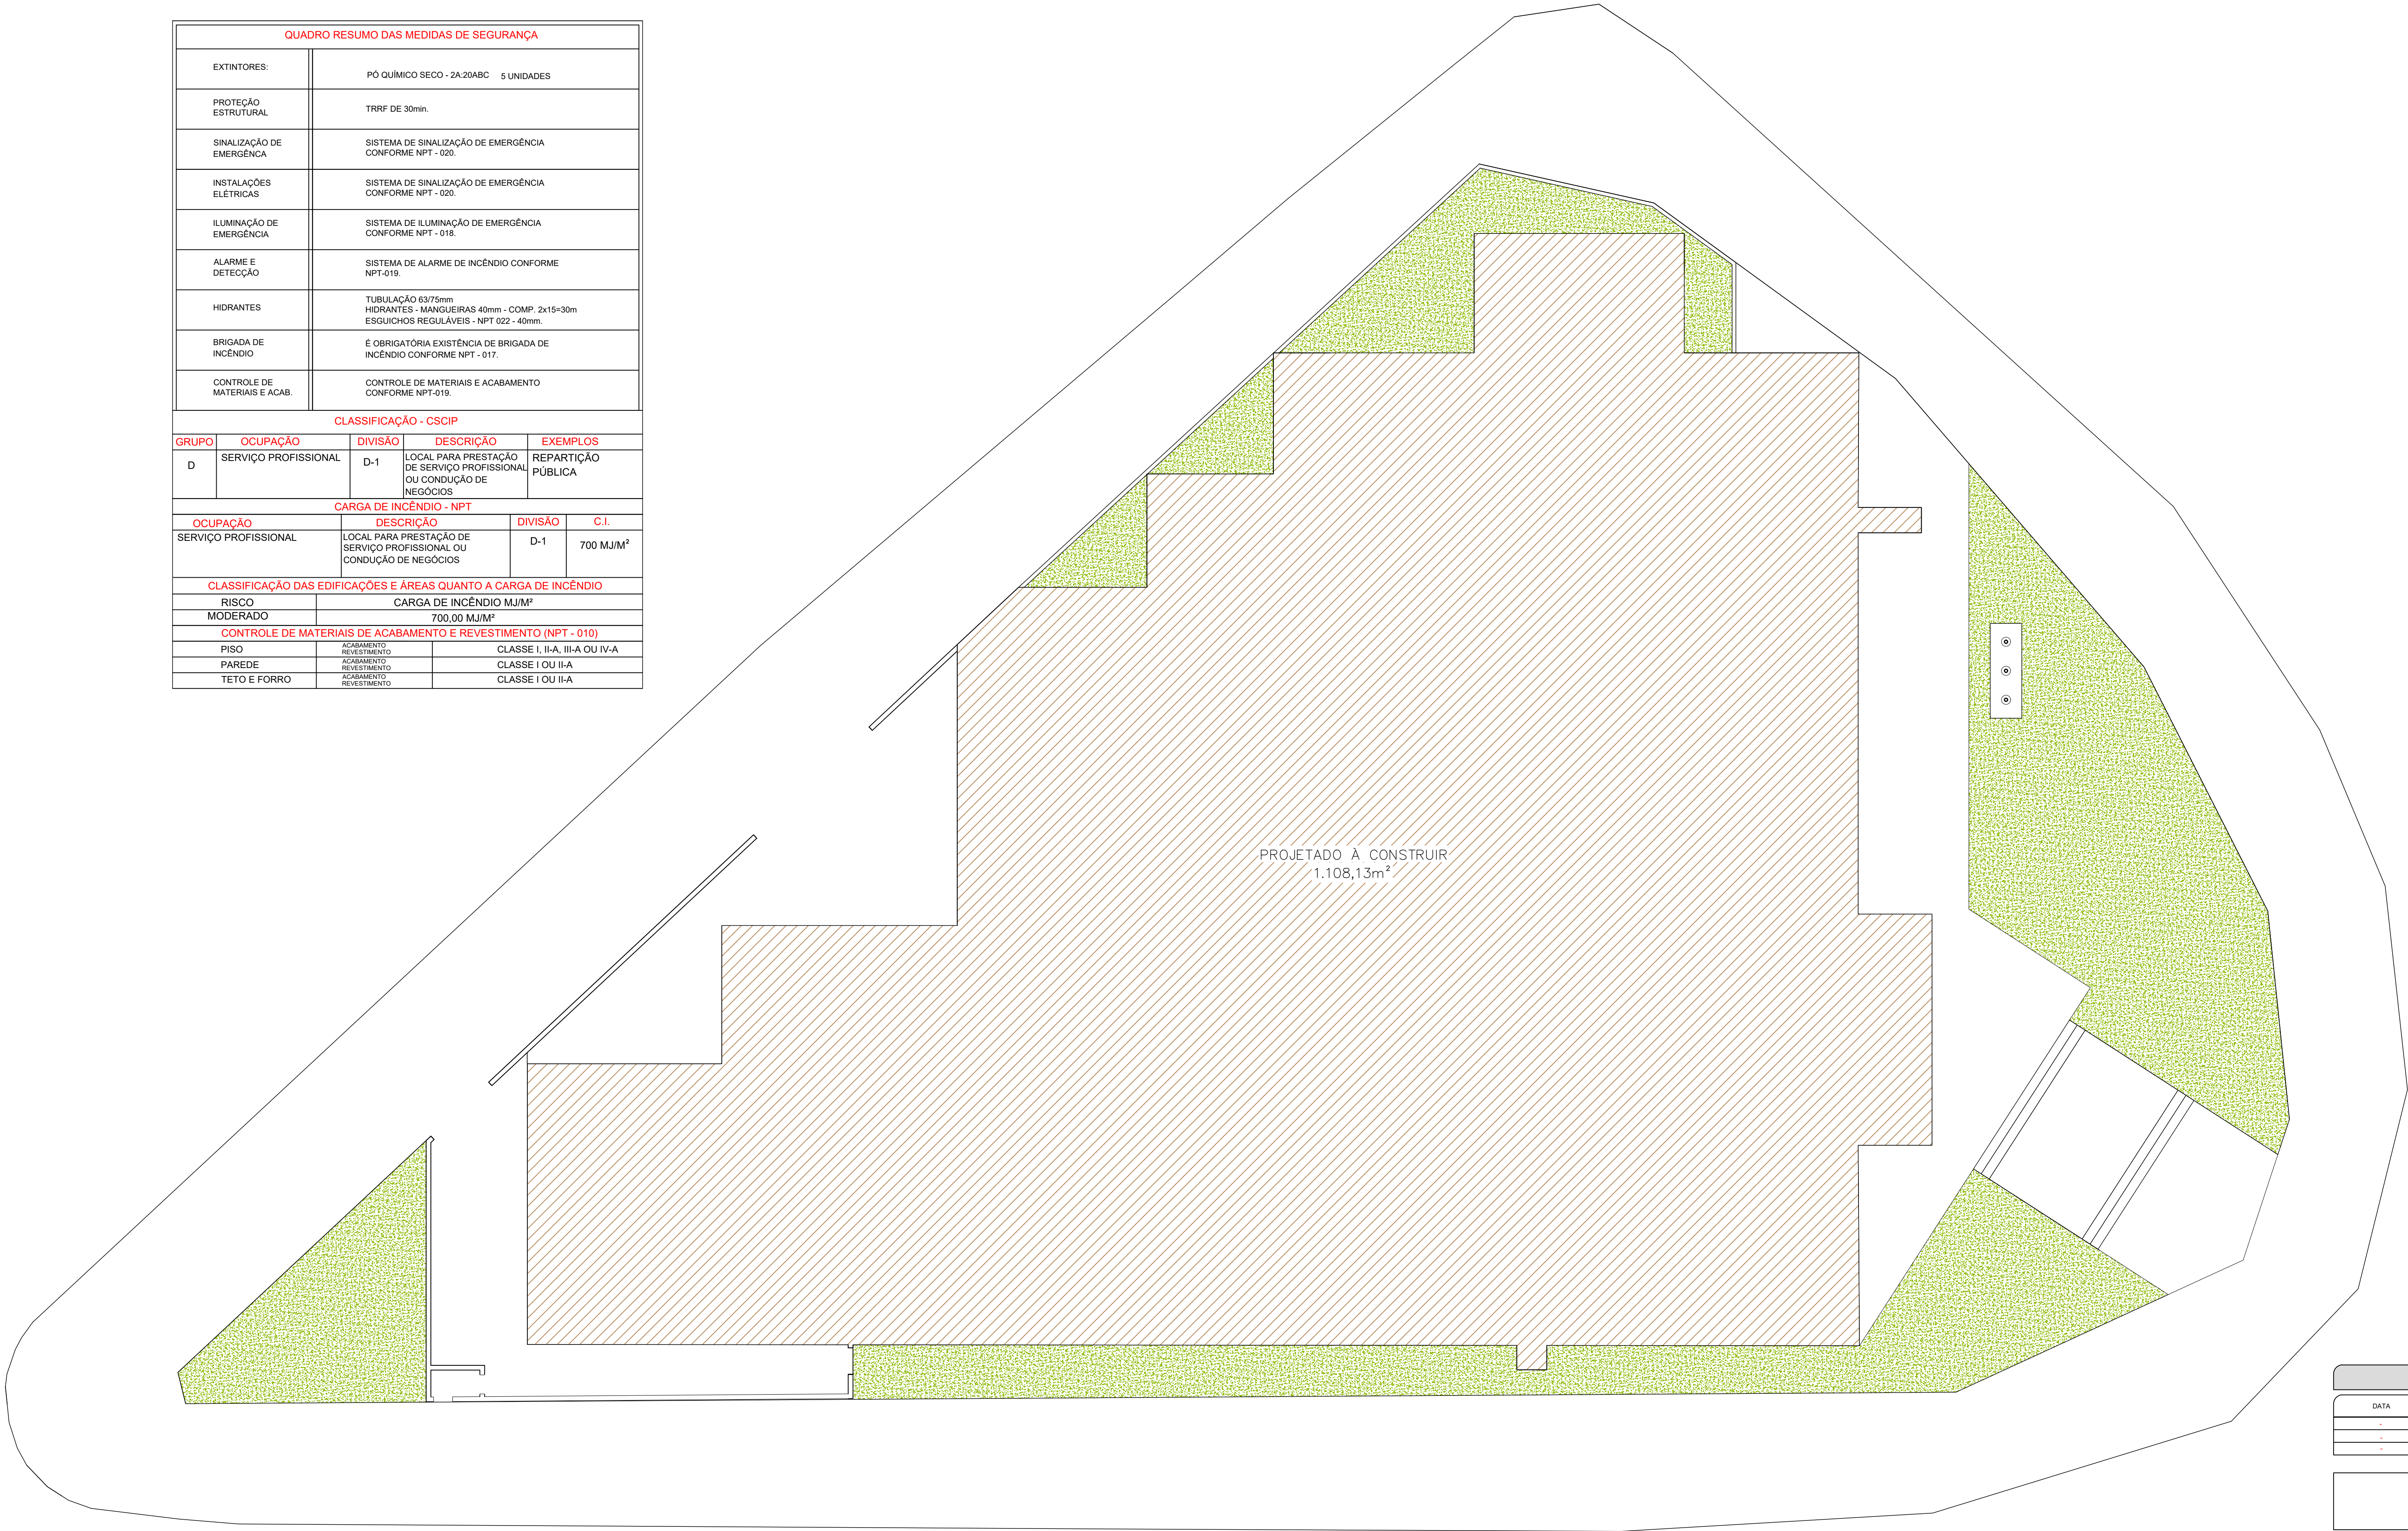 QUADRO RESUMO DAS MEDIDAS DE SEGURANÇA
EXTINTORES:
PÓ QUÍMICO SECO - 2A:20ABC 5 UNIDADES
PROTEÇÃO
ESTRUTURAL
TRRF DE 30min.
SINALIZAÇÃO DE
EMERGÊNCA
SISTEMA DE SINALIZAÇÃO DE EMERGÊNCIA
CONFORME NPT - 020.
INSTALAÇÕES
ELÉTRICAS
SISTEMA DE SINALIZAÇÃO DE EMERGÊNCIA
CONFORME NPT - 020.
ILUMINAÇÃO DE
EMERGÊNCIA
SISTEMA DE ILUMINAÇÃO DE EMERGÊNCIA
CONFORME NPT - 018.
ALARME E
DETECÇÃO
SISTEMA DE ALARME DE INCÊNDIO CONFORME
NPT-019.
HIDRANTES
TUBULAÇÃO 63/75mm
HIDRANTES - MANGUEIRAS 40mm - COMP. 2x15=30m
ESGUICHOS REGULÁVEIS - NPT 022 - 40mm.
BRIGADA DE
INCÊNDIO
É OBRIGATÓRIA EXISTÊNCIA DE BRIGADA DE
INCÊNDIO CONFORME NPT - 017.
CONTROLE DE
MATERIAIS E ACAB.
CONTROLE DE MATERIAIS E ACABAMENTO
CONFORME NPT-019.
CLASSIFICAÇÃO - CSCIP
GRUPO OCUPAÇÃO DIVISÃO DESCRIÇÃO EXEMPLOS
D
SERVIÇO PROFISSIONAL
D-1
LOCAL PARA PRESTAÇÃO
DE SERVIÇO PROFISSIONAL
OU CONDUÇÃO DE
NEGÓCIOS
REPARTIÇÃO
PÚBLICA
CARGA DE INCÊNDIO - NPT
OCUPAÇÃO DESCRIÇÃO DIVISÃO C.I.
SERVIÇO PROFISSIONAL
LOCAL PARA PRESTAÇÃO DE
SERVIÇO PROFISSIONAL OU
CONDUÇÃO DE NEGÓCIOS
D-1
700 MJ/M²
CLASSIFICAÇÃO DAS EDIFICAÇÕES E ÁREAS QUANTO A CARGA DE INCÊNDIO
RISCO CARGA DE INCÊNDIO MJ/M²
MODERADO 700,00 MJ/M²
CONTROLE DE MATERIAIS DE ACABAMENTO E REVESTIMENTO (NPT - 010)
PISO
ACABAMENTO
REVESTIMENTO
CLASSE I, II-A, III-A OU IV-A
PAREDE
ACABAMENTO
REVESTIMENTO
CLASSE I OU II-A
TETO E FORRO
ACABAMENTO
REVESTIMENTO
CLASSE I OU II-A
PROJETADO À CONSTRUIR
1.108,13m²
DATA
-
-
-